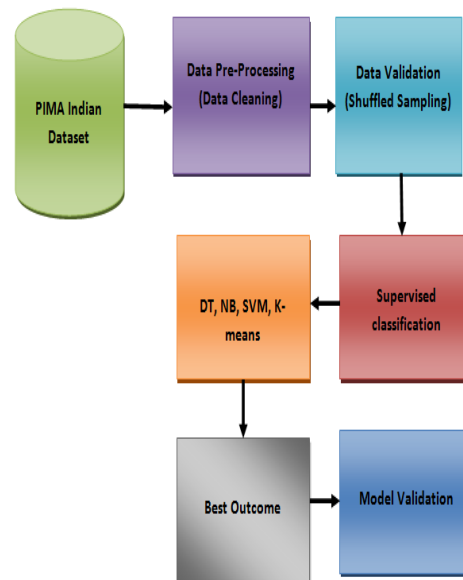 PIMA Indian
Dataset
Data Pre-Processing
(Data Cleaning)
Data Validation
(Shuffled Sampling)
Supervised
classification
DT, NB, SVM, K-
means
Best Outcome
Model Validation